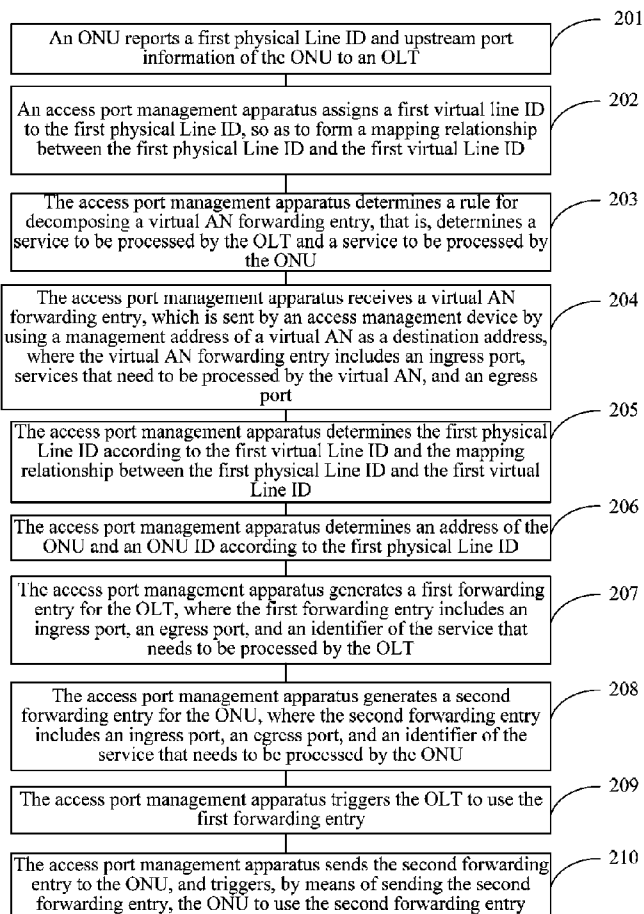 An ONU reports a first physical Line ID and upstream port
information of the ONU to an OLT
201
An access port management apparatus assigns a first virtual line ID
to the first physical Line ID, so as to form a mapping relationship
between the first physical Line ID and the first virtual Line ID
202
The access port management apparatus determines a rule for
decomposing a virtual AN forwarding entry, that is, determines a
service to be processed by the OLT and a service to be processed by
the ONU
203
The access port management apparatus receives a virtual AN
forwarding entry, which is sent by an access management device by
using a management address of a virtual AN as a destination address,
where the virtual AN forwarding entry includes an ingress port,
services that need to be processed by the virtual AN, and an egress
port
204
The access port management apparatus determines the first physical
Line ID according to the first virtual Line ID and the mapping
relationship between the first physical Line ID and the first virtual
Line ID
205
The access port management apparatus determines an address of the
ONU and an ONU ID according to the first physical Line ID
206
The access port management apparatus generates a first forwarding
entry for the OLT, where the first forwarding entry includes an
ingress port, an egress port, and an identifier of the service that
needs to be processed by the OLT
207
The access port management apparatus generates a second
forwarding entry for the ONU, where the second forwarding entry
includes an ingress port, an egress port, and an identifier of the
service that needs to be processed by the ONU
208
The access port management apparatus triggers the OLT to use the
first forwarding entry
209
The access port management apparatus sends the second forwarding
entry to the ONU, and triggers, by means of sending the second
forwarding entry, the ONU to use the second forwarding entry
210